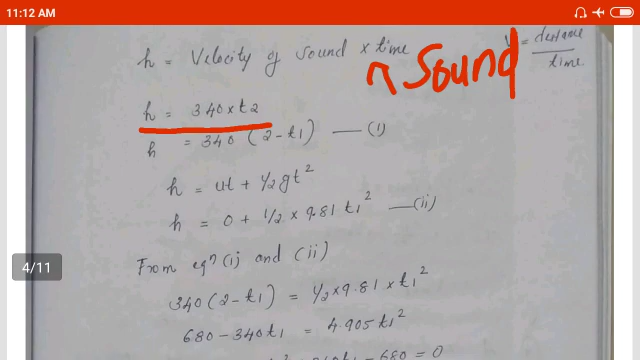 11:12 AM
h = Velocity of sound x time
V = distance
time
Sound
h = 340 x t2
h = 340 (2 - t1) — (i)
h = ut + 1/2 gt²
h = 0 + 1/2 x 9.81 t1² — (ii)
4/11
From eqn (i) and (ii)
340 (2 - t1) = 1/2 x 9.81 x t1²
680 - 340t1 = 4.905 t1²
- 680 = 0